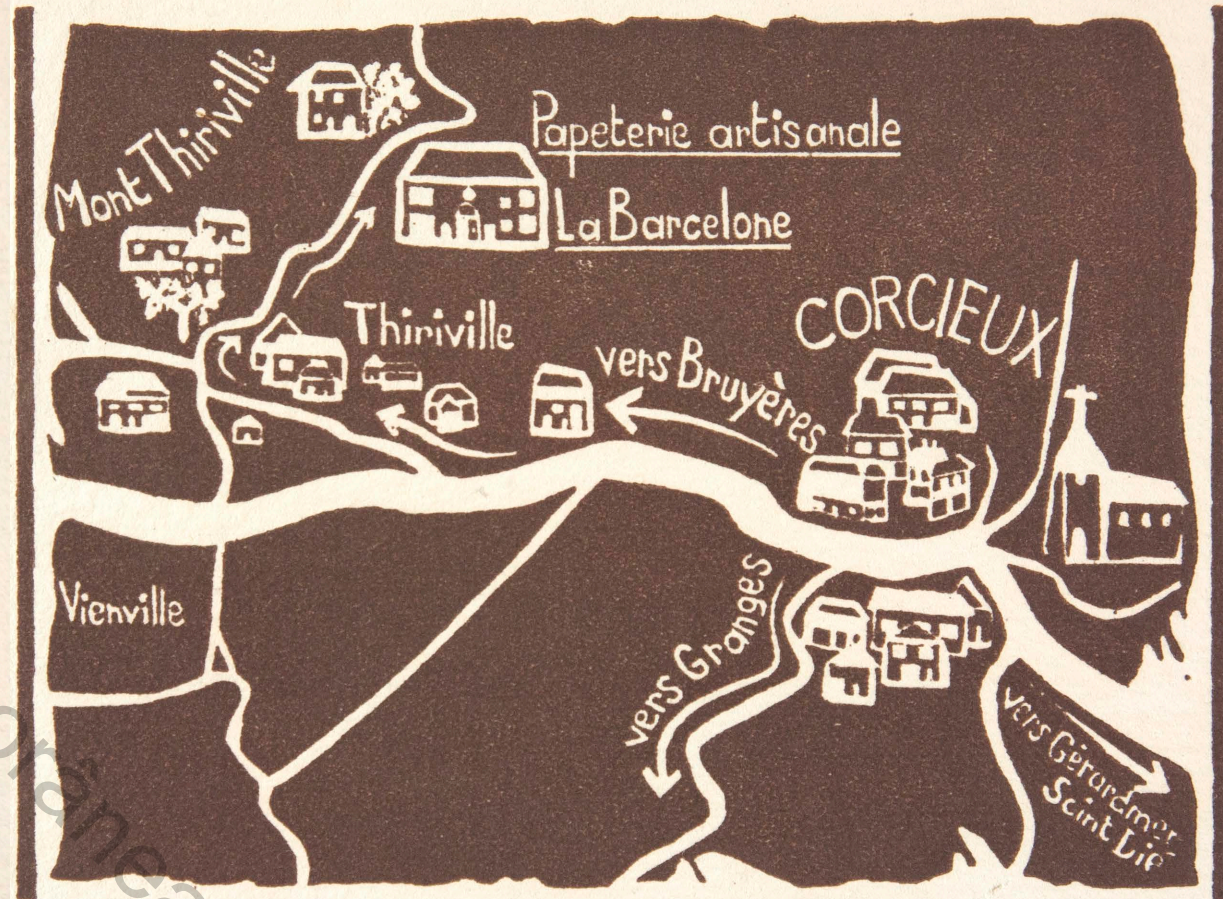 Mont Thiriville
Papeterie artisanale
La Barcelone
Thiriville
CORCIEUX
vers Bruyères
Vienville
vers Granges
vers Gérardmer
Saint Dié